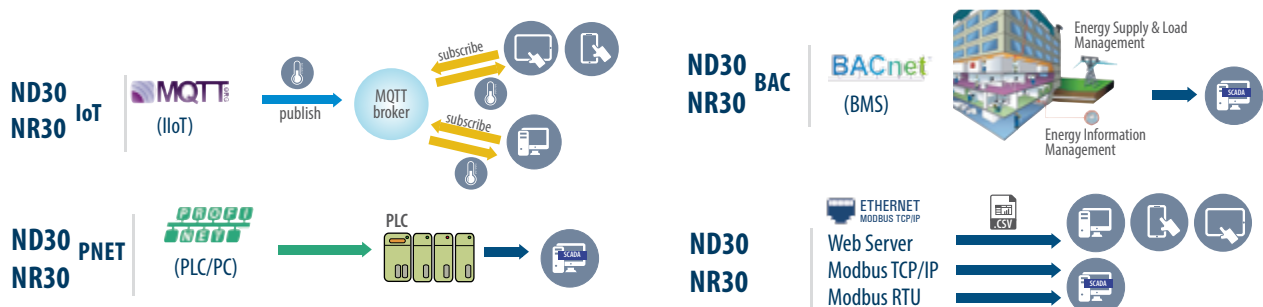 ND30
NR30
IoT
MQTT.ORG
(IIoT)
publish
MQTT
broker
subscribe
subscribe
ND30
NR30
BAC
BACnet
(BMS)
Energy Supply & Load
Management
Energy Information
Management
SCADA
ND30
NR30
PNET
PROFI
NET
(PLC/PC)
PLC
SCADA
ND30
NR30
ETHERNET
MODBUS TCP/IP
Web Server
Modbus TCP/IP
Modbus RTU
.CSV
SCADA